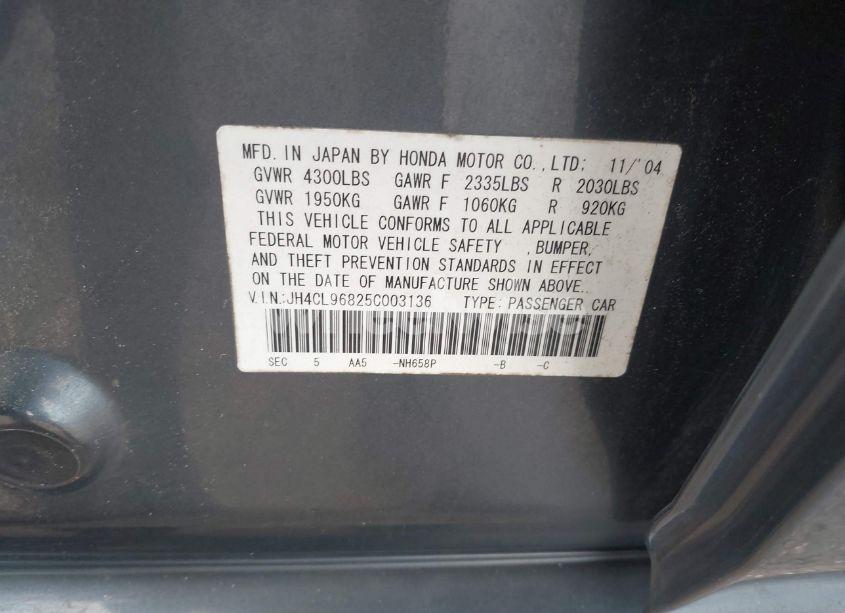 MFD. IN JAPAN BY HONDA MOTOR CO.,LTD; 11/'04
GVWR 4300LBS GAWR F 2335LBS R 2030LBS
GVWR 1950KG GAWR F 1060KG R 920KG
THIS VEHICLE CONFORMS TO ALL APPLICABLE
FEDERAL MOTOR VEHICLE SAFETY ,BUMPER,
AND THEFT PREVENTION STANDARDS IN EFFECT
ON THE DATE OF MANUFACTURE SHOWN ABOVE..
V.I.N.:JH4CL96825C003136 TYPE: PASSENGER CAR
SEC 5 AA5 -NH658P -B -C